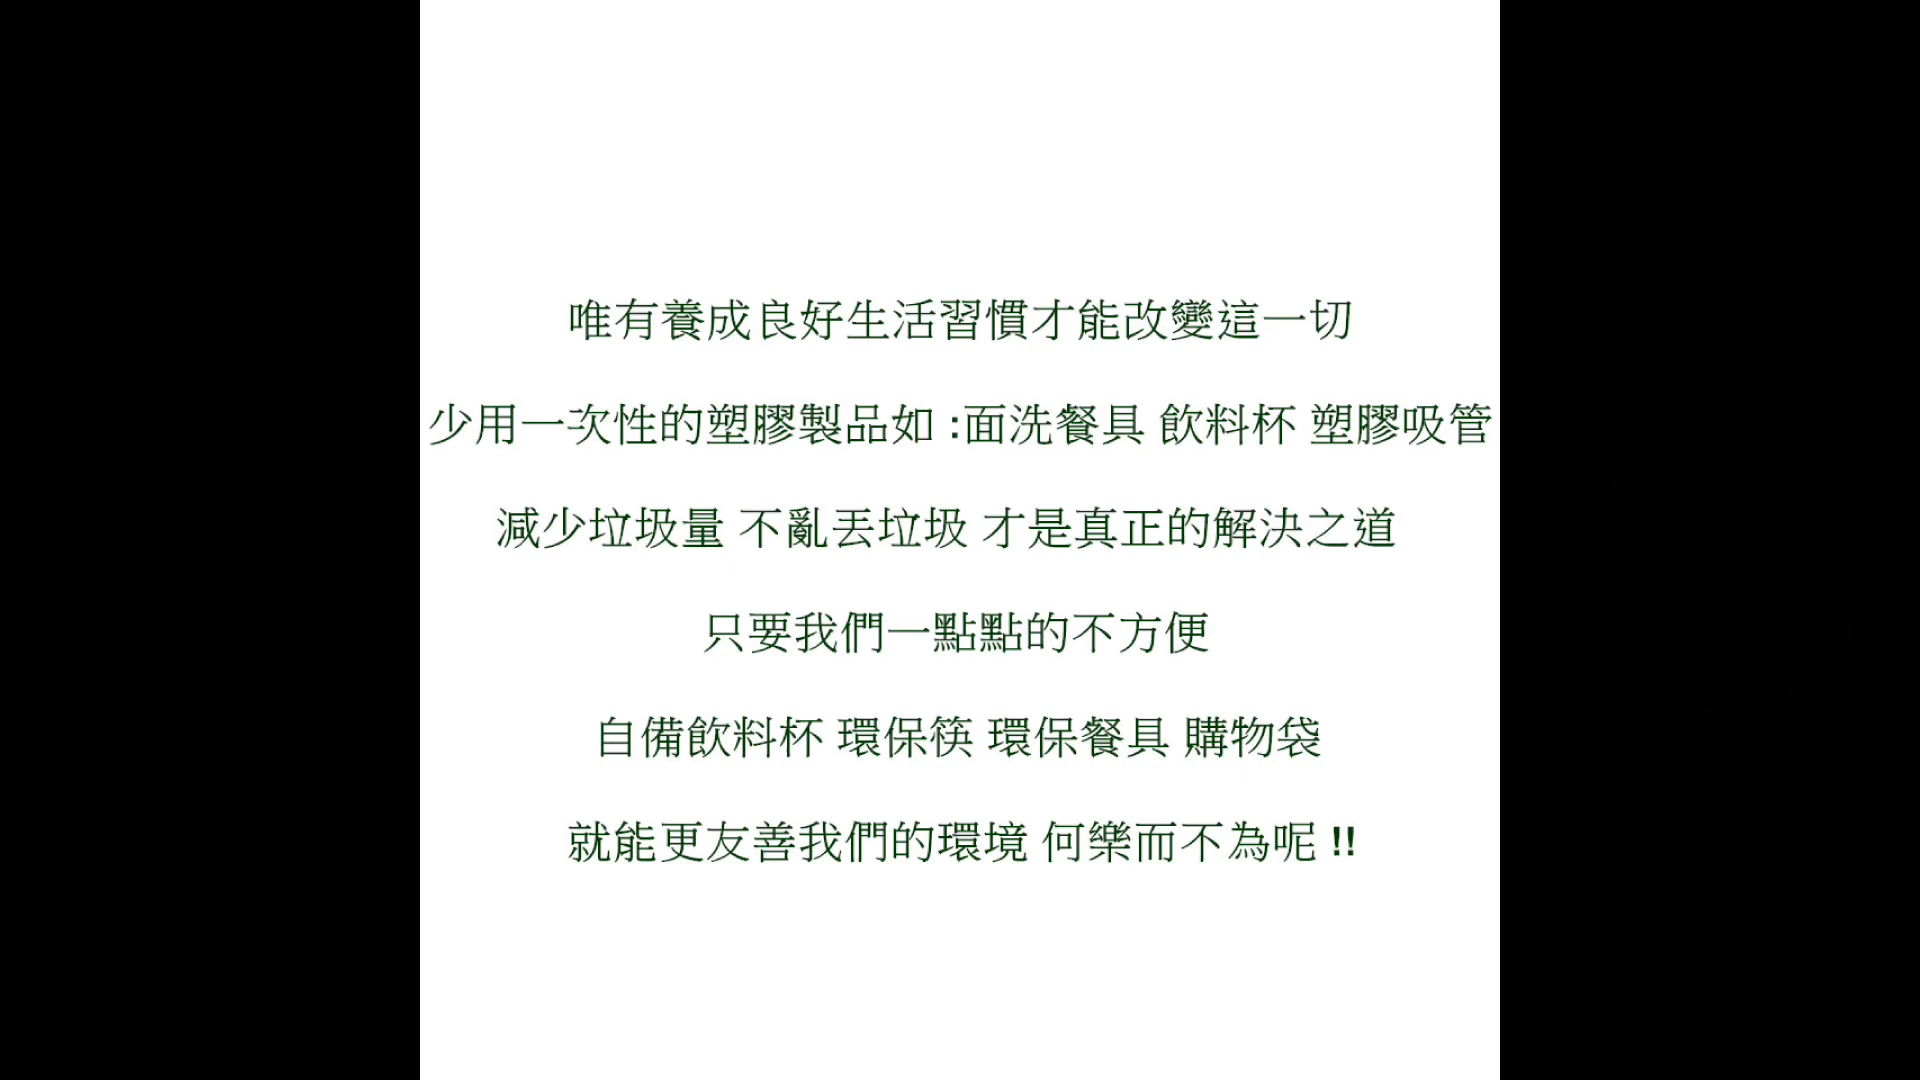 唯有養成良好生活習慣才能改變這一切
少用一次性的塑膠製品如 :面洗餐具 飲料杯 塑膠吸管
減少垃圾量 不亂丟垃圾 才是真正的解決之道
只要我們一點點的不方便
自備飲料杯 環保筷 環保餐具 購物袋
就能更友善我們的環境 何樂而不為呢 !!